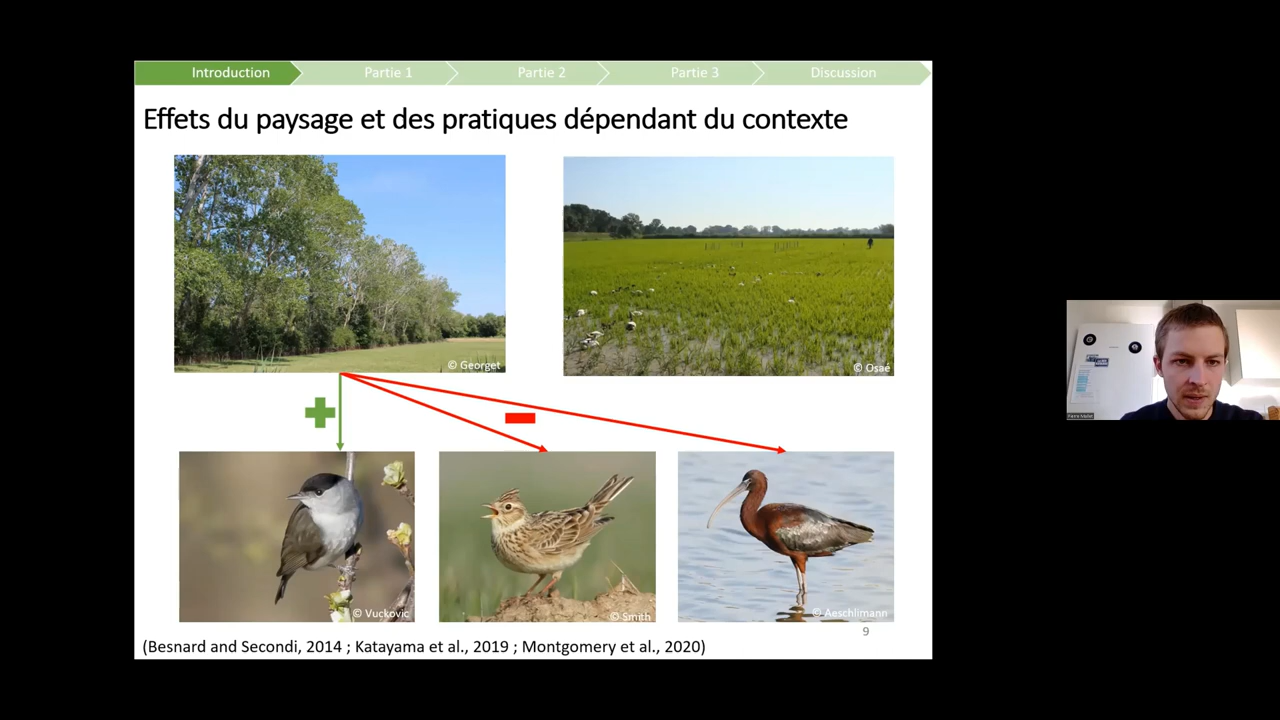 Introduction
Partie 1
Partie 2
Partie 3
Discussion
Effets du paysage et des pratiques dépendant du contexte
© Georget
© Osaé
© Vuckovic
© Smith
© Aeschlimann
9
(Besnard and Secondi, 2014 ; Katayama et al., 2019 ; Montgomery et al., 2020)